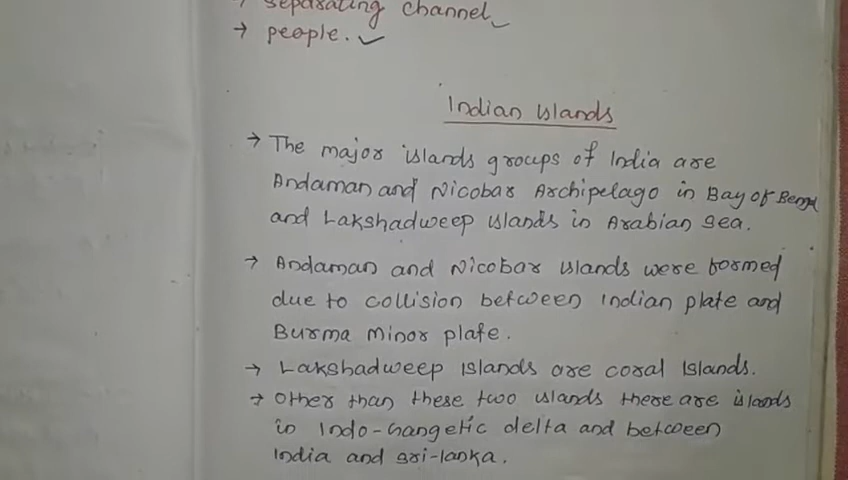 → separating channel
→ people.
Indian islands
→ The major islands groups of India are
Andaman and Nicobar Archipelago in Bay of Bengal
and Lakshadweep islands in Arabian sea.
→ Andaman and Nicobar islands were formed
due to collision between Indian plate and
Burma Minor plate.
→ Lakshadweep Islands are coral Islands.
→ Other than these two islands there are islands
in Indo-Gangetic delta and between
India and sri-lanka.